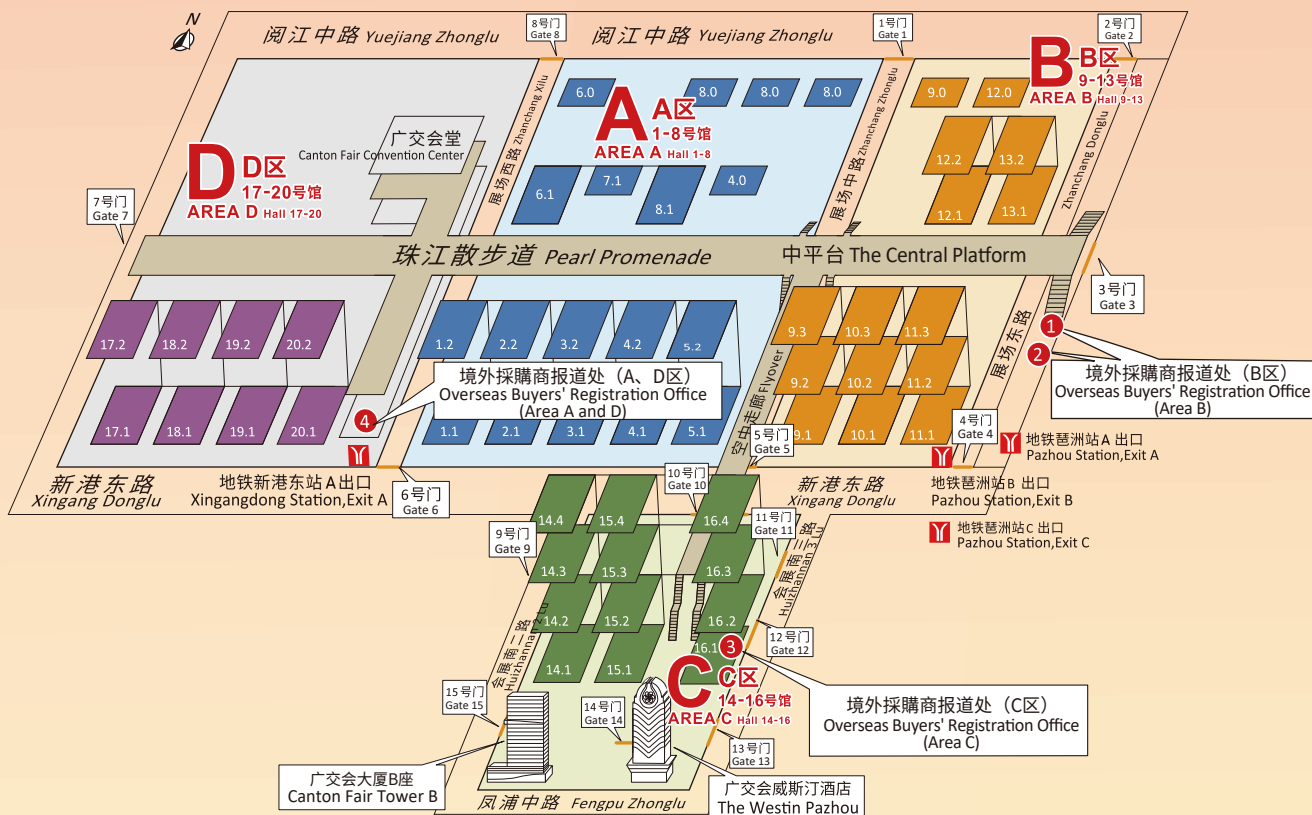 N
阅江中路 Yuejiang Zhonglu
8号门
Gate 8
阅江中路 Yuejiang Zhonglu
1号门
Gate 1
2号门
Gate 2
展场西路 Zhanchang Xilu
展场中路 Zhanchang Zhonglu
Zhanchang Donglu
展场东路
D
D区
17-20号馆
AREA D Hall 17-20
广交会堂
Canton Fair Convention Center
A
A区
1-8号馆
AREA A Hall 1-8
6.0
8.0
8.0
8.0
6.1
7.1
8.1
4.0
B
B区
9-13号馆
AREA B Hall 9-13
9.0
12.0
12.2
13.2
12.1
13.1
7号门
Gate 7
珠江散步道 Pearl Promenade
中平台 The Central Platform
3号门
Gate 3
17.2
18.2
19.2
20.2
17.1
18.1
19.1
20.1
1.2
2.2
3.2
4.2
5.2
1.1
2.1
3.1
4.1
5.1
9.3
10.3
11.3
9.2
10.2
11.2
9.1
10.1
11.1
空中走廊 Flyover
1
2
境外採購商报道处（B区）
Overseas Buyers' Registration Office
(Area B)
4
境外採購商报道处（A、D区）
Overseas Buyers' Registration Office
(Area A and D)
5号门
Gate 5
4号门
Gate 4
地铁琶洲站A 出口
Pazhou Station,Exit A
地铁琶洲站B 出口
Pazhou Station,Exit B
地铁琶洲站C 出口
Pazhou Station,Exit C
新港东路
Xingang Donglu
地铁新港东站A出口
Xingangdong Station,Exit A
6号门
Gate 6
10号门
Gate 10
新港东路
Xingang Donglu
11号门
Gate 11
9号门
Gate 9
14.4
15.4
16.4
14.3
15.3
16.3
14.2
15.2
16.2
14.1
15.1
16.1
会展南二路
Huizhannan 2 Lu
会展南三路
Huizhannan 3 Lu
12号门
Gate 12
3
C
C区
14-16号馆
AREA C Hall 14-16
境外採購商报道处（C区）
Overseas Buyers' Registration Office
(Area C)
15号门
Gate 15
14号门
Gate 14
13号门
Gate 13
广交会大厦B座
Canton Fair Tower B
广交会威斯汀酒店
The Westin Pazhou
凤浦中路 Fengpu Zhonglu